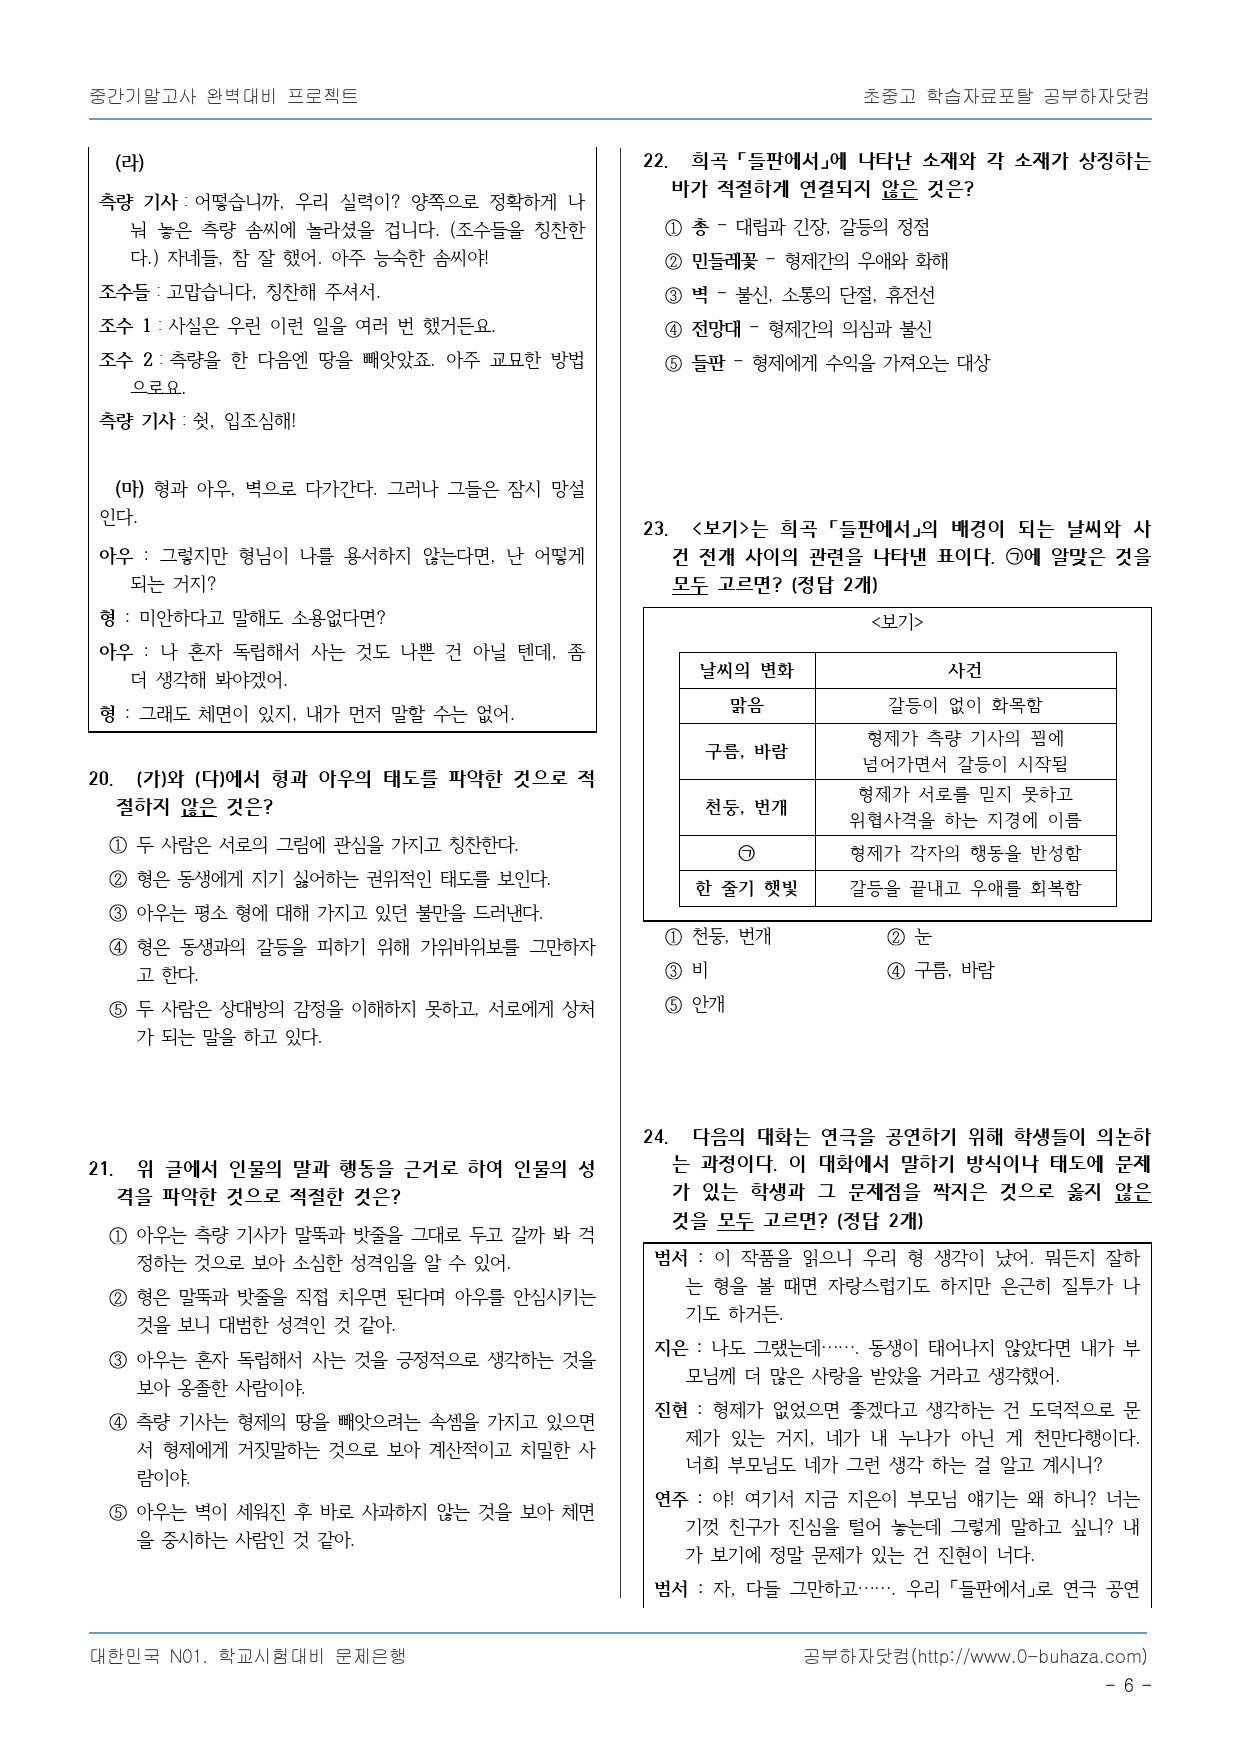 중간기말고사 완벽대비 프로젝트
초중고 학습자료포탈 공부하자닷컴
(라)
측량 기사 : 어떻습니까, 우리 실력이? 양쪽으로 정확하게 나
눠 놓은 측량 솜씨에 놀라셨을 겁니다. (조수들을 칭찬한
다.) 자네들, 참 잘 했어. 아주 능숙한 솜씨야!
조수들 : 고맙습니다, 칭찬해 주셔서.
조수 1 : 사실은 우린 이런 일을 여러 번 했거든요.
조수 2 : 측량을 한 다음엔 땅을 빼앗았죠. 아주 교묘한 방법
으로요.
측량 기사 : 쉿, 입조심해!
(마) 형과 아우, 벽으로 다가간다. 그러나 그들은 잠시 망설
인다.
아우 : 그렇지만 형님이 나를 용서하지 않는다면, 난 어떻게
되는 거지?
형 : 미안하다고 말해도 소용없다면?
아우 : 나 혼자 독립해서 사는 것도 나쁜 건 아닐 텐데, 좀
더 생각해 봐야겠어.
형 : 그래도 체면이 있지, 내가 먼저 말할 수는 없어.
20. (가)와 (다)에서 형과 아우의 태도를 파악한 것으로 적
절하지 않은 것은?
① 두 사람은 서로의 그림에 관심을 가지고 칭찬한다.
② 형은 동생에게 지기 싫어하는 권위적인 태도를 보인다.
③ 아우는 평소 형에 대해 가지고 있던 불만을 드러낸다.
④ 형은 동생과의 갈등을 피하기 위해 가위바위보를 그만하자
고 한다.
⑤ 두 사람은 상대방의 감정을 이해하지 못하고, 서로에게 상처
가 되는 말을 하고 있다.
21. 위 글에서 인물의 말과 행동을 근거로 하여 인물의 성
격을 파악한 것으로 적절한 것은?
① 아우는 측량 기사가 말뚝과 밧줄을 그대로 두고 갈까 봐 걱
정하는 것으로 보아 소심한 성격임을 알 수 있어.
② 형은 말뚝과 밧줄을 직접 치우면 된다며 아우를 안심시키는
것을 보니 대범한 성격인 것 같아.
③ 아우는 혼자 독립해서 사는 것을 긍정적으로 생각하는 것을
보아 옹졸한 사람이야.
④ 측량 기사는 형제의 땅을 빼앗으려는 속셈을 가지고 있으면
서 형제에게 거짓말하는 것으로 보아 계산적이고 치밀한 사
람이야.
⑤ 아우는 벽이 세워진 후 바로 사과하지 않는 것을 보아 체면
을 중시하는 사람인 것 같아.
22. 희곡 「들판에서」에 나타난 소재와 각 소재가 상징하는
바가 적절하게 연결되지 않은 것은?
① 총 - 대립과 긴장, 갈등의 정점
② 민들레꽃 - 형제간의 우애와 화해
③ 벽 - 불신, 소통의 단절, 휴전선
④ 전망대 - 형제간의 의심과 불신
⑤ 들판 - 형제에게 수익을 가져오는 대상
23. <보기>는 희곡 「들판에서」의 배경이 되는 날씨와 사
건 전개 사이의 관련을 나타낸 표이다. ㉠에 알맞은 것을
모두 고르면? (정답 2개)
<보기>
날씨의 변화 사건
맑음 갈등이 없이 화목함
구름, 바람 형제가 측량 기사의 꾐에
넘어가면서 갈등이 시작됨
천둥, 번개 형제가 서로를 믿지 못하고
위협사격을 하는 지경에 이름
㉠ 형제가 각자의 행동을 반성함
한 줄기 햇빛 갈등을 끝내고 우애를 회복함
① 천둥, 번개 ② 눈
③ 비 ④ 구름, 바람
⑤ 안개
24. 다음의 대화는 연극을 공연하기 위해 학생들이 의논하
는 과정이다. 이 대화에서 말하기 방식이나 태도에 문제
가 있는 학생과 그 문제점을 짝지은 것으로 옳지 않은
것을 모두 고르면? (정답 2개)
범서 : 이 작품을 읽으니 우리 형 생각이 났어. 뭐든지 잘하
는 형을 볼 때면 자랑스럽기도 하지만 은근히 질투가 나
기도 하거든.
지은 : 나도 그랬는데……. 동생이 태어나지 않았다면 내가 부
모님께 더 많은 사랑을 받았을 거라고 생각했어.
진현 : 형제가 없었으면 좋겠다고 생각하는 건 도덕적으로 문
제가 있는 거지, 네가 내 누나가 아닌 게 천만다행이다.
너희 부모님도 네가 그런 생각 하는 걸 알고 계시니?
연주 : 야! 여기서 지금 지은이 부모님 얘기는 왜 하니? 너는
기껏 친구가 진심을 털어 놓는데 그렇게 말하고 싶니? 내
가 보기에 정말 문제가 있는 건 진현이 너다.
범서 : 자, 다들 그만하고……. 우리 「들판에서」로 연극 공연
대한민국 N01. 학교시험대비 문제은행
공부하자닷컴(http://www.0-buhaza.com)
- 6 -